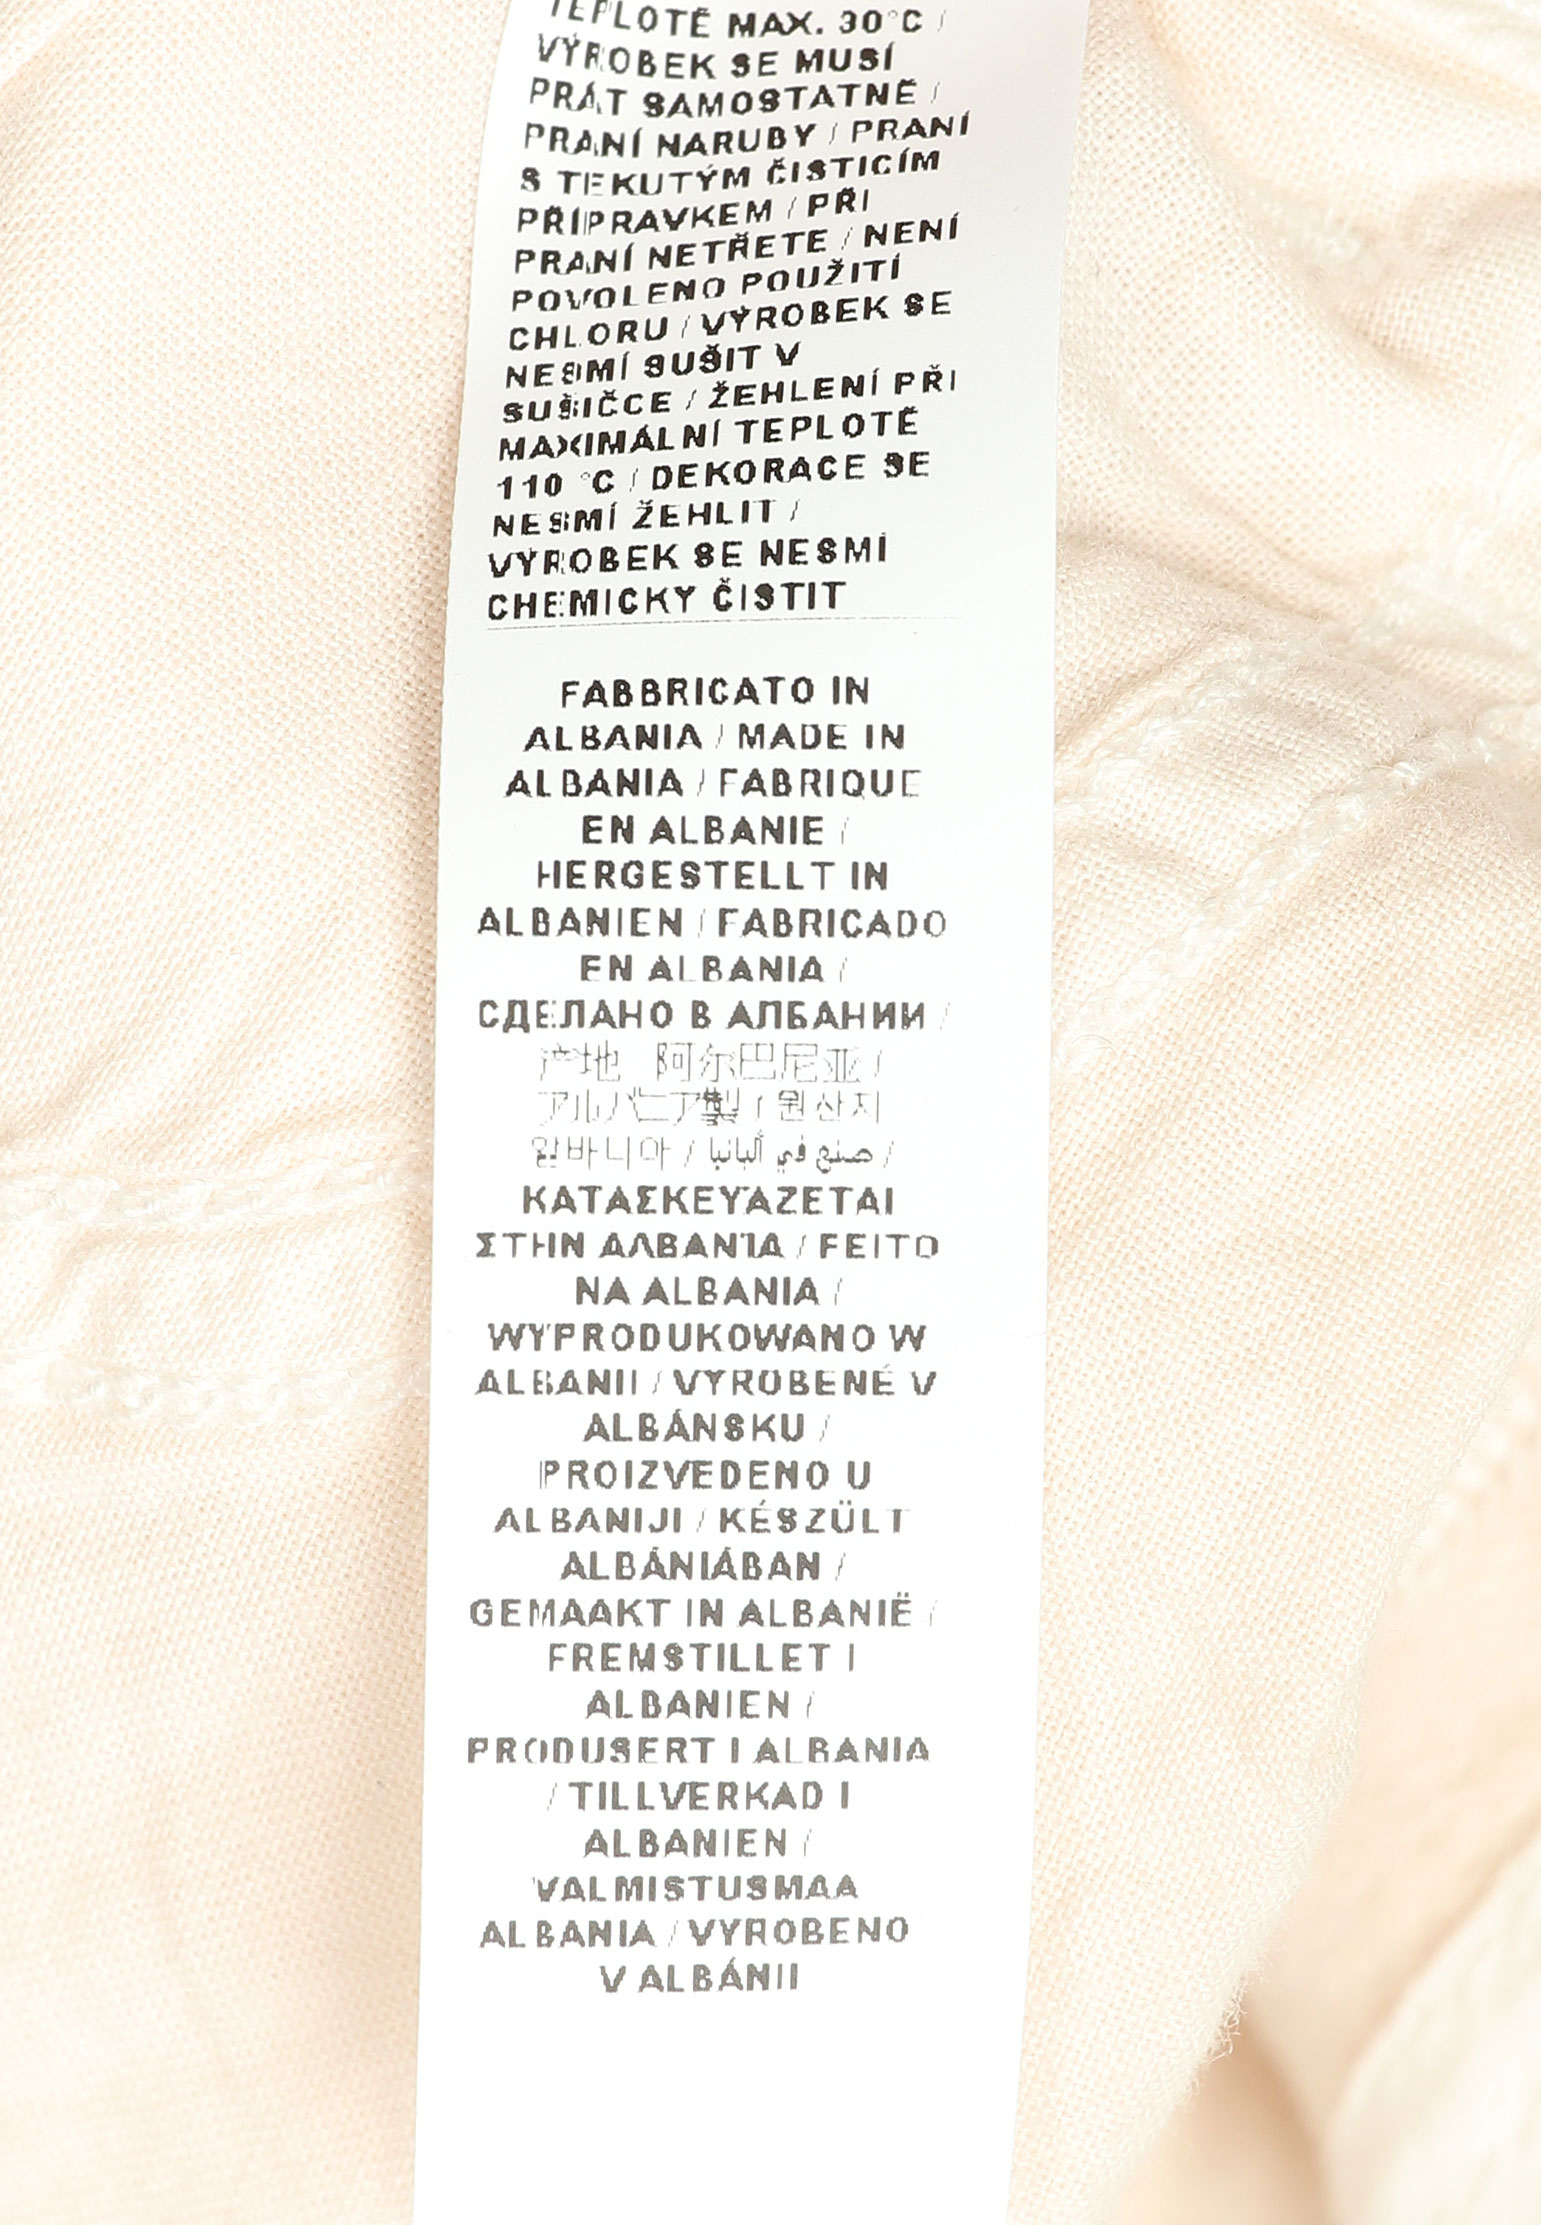 TEPLOTĚ MAX. 30°C /
VÝROBEK SE MUSÍ
PRÁT SAMOSTATNĚ /
PRANÍ NARUBY / PRANÍ
S TEKUTÝM ČISTICÍM
PŘÍPRAVKEM / PŘI
PRANÍ NETŘETE / NENÍ
POVOLENO POUŽITÍ
CHLORU / VÝROBEK SE
NESMÍ SUŠIT V
SUŠIČCE / ŽEHLENÍ PŘI
MAXIMÁLNÍ TEPLOTĚ
110 °C / DEKORACE SE
NESMÍ ŽEHLIT /
VÝROBEK SE NESMÍ
CHEMICKY ČISTIT
FABBRICATO IN
ALBANIA / MADE IN
ALBANIA / FABRIQUE
EN ALBANIE /
HERGESTELLT IN
ALBANIEN / FABRICADO
EN ALBANIA /
СДЕЛАНО В АЛБАНИИ /
产地 阿尔巴尼亚 /
アルバニア製 / 원산지
알바니아 / صنع في ألبانيا /
ΚΑΤΑΣΚΕΥΆΖΕΤΑΙ
ΣΤΗΝ ΑΛΒΑΝΊΑ / FEITO
NA ALBANIA /
WYPRODUKOWANO W
ALBANII / VYROBENÉ V
ALBÁNSKU /
PROIZVEDENO U
ALBANIJI / KÉSZÜLT
ALBÁNIÁBAN /
GEMAAKT IN ALBANIË /
FREMSTILLET I
ALBANIEN /
PRODUSERT I ALBANIA
/ TILLVERKAD I
ALBANIEN /
VALMISTUSMAA
ALBANIA / VYROBENO
V ALBÁNII